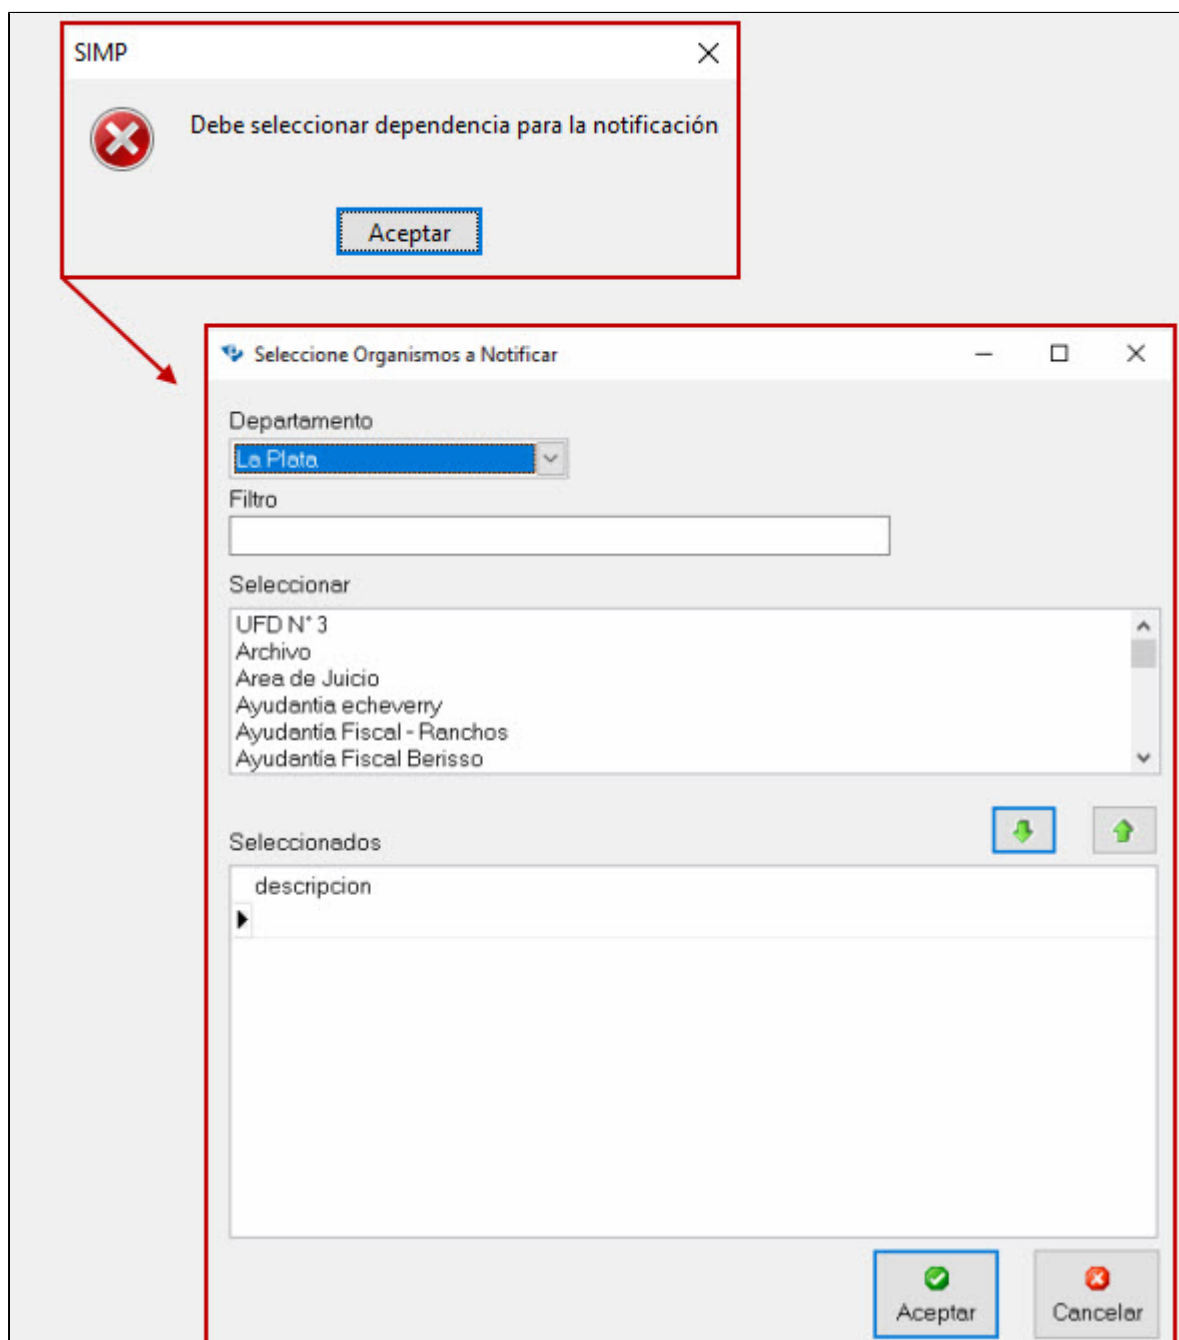 SIMP
Debe seleccionar dependencia para la notificación
Aceptar
Seleccione Organismos a Notificar
Departamento
La Plata
Filtro
Seleccionar
UFD N° 3
Archivo
Area de Juicio
Ayudantia echeverry
Ayudantía Fiscal - Ranchos
Ayudantía Fiscal Berisso
Seleccionados
descripcion
Aceptar
Cancelar